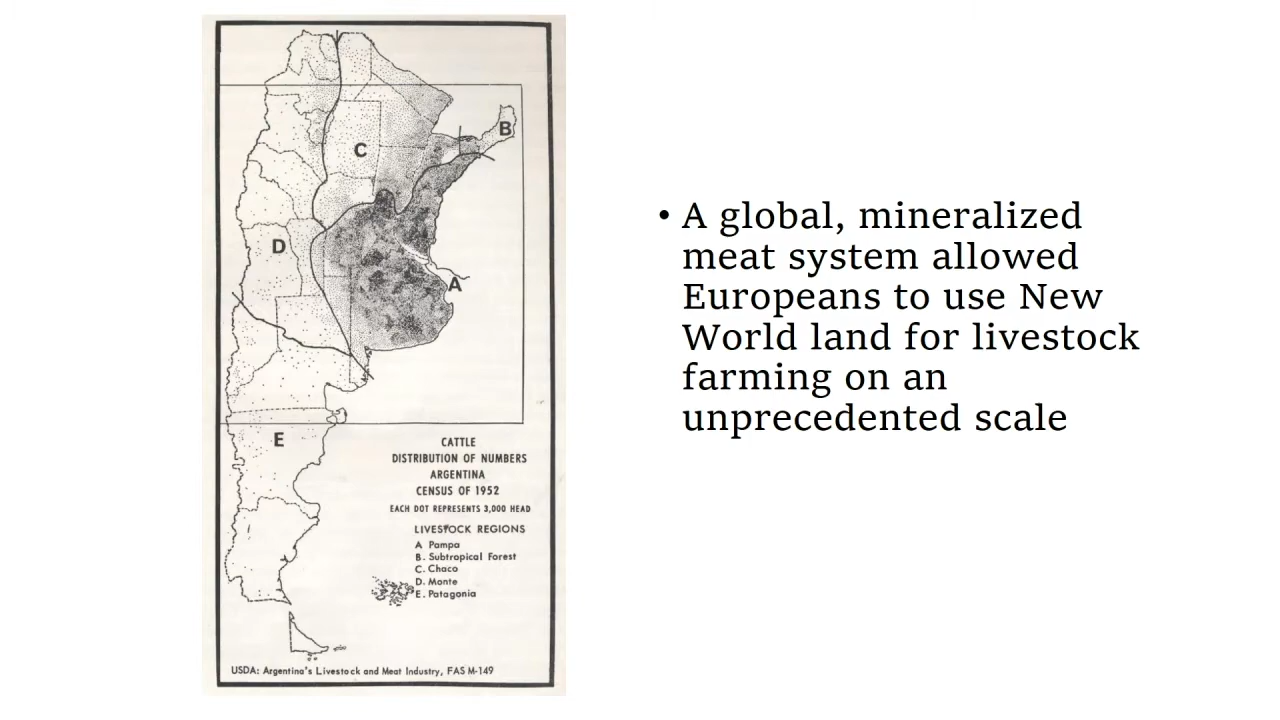 C
B
D
A
E
CATTLE
DISTRIBUTION OF NUMBERS
ARGENTINA
CENSUS OF 1952
EACH DOT REPRESENTS 3,000 HEAD
LIVESTOCK REGIONS
A Pampa
B. Subtropical Forest
C. Chaco
D. Monte
E. Patagonia
USDA: Argentina's Livestock and Meat Industry, FAS M-149
• A global, mineralized
meat system allowed
Europeans to use New
World land for livestock
farming on an
unprecedented scale